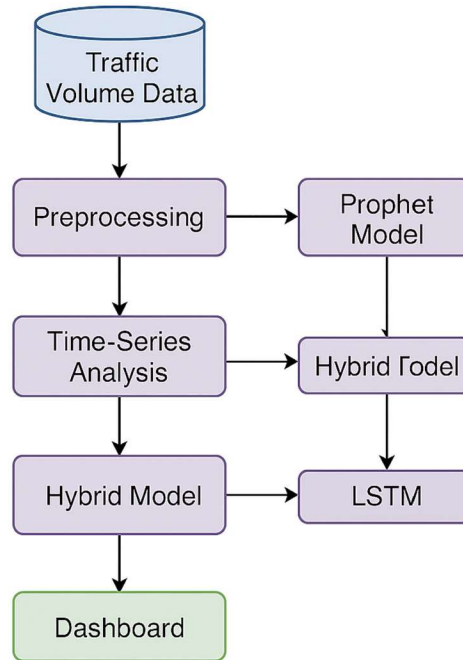 Traffic
Volume Data
Preprocessing
Prophet
Model
Time-Series
Analysis
Hybrid Γodel
Hybrid Model
LSTM
Dashboard